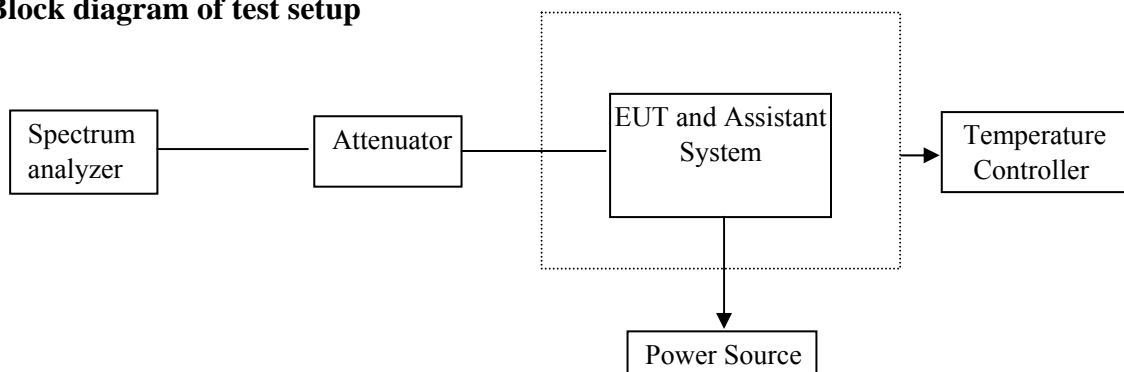 Block diagram of test setup
Spectrum
analyzer
Attenuator
EUT and Assistant
System
Temperature
Controller
Power Source